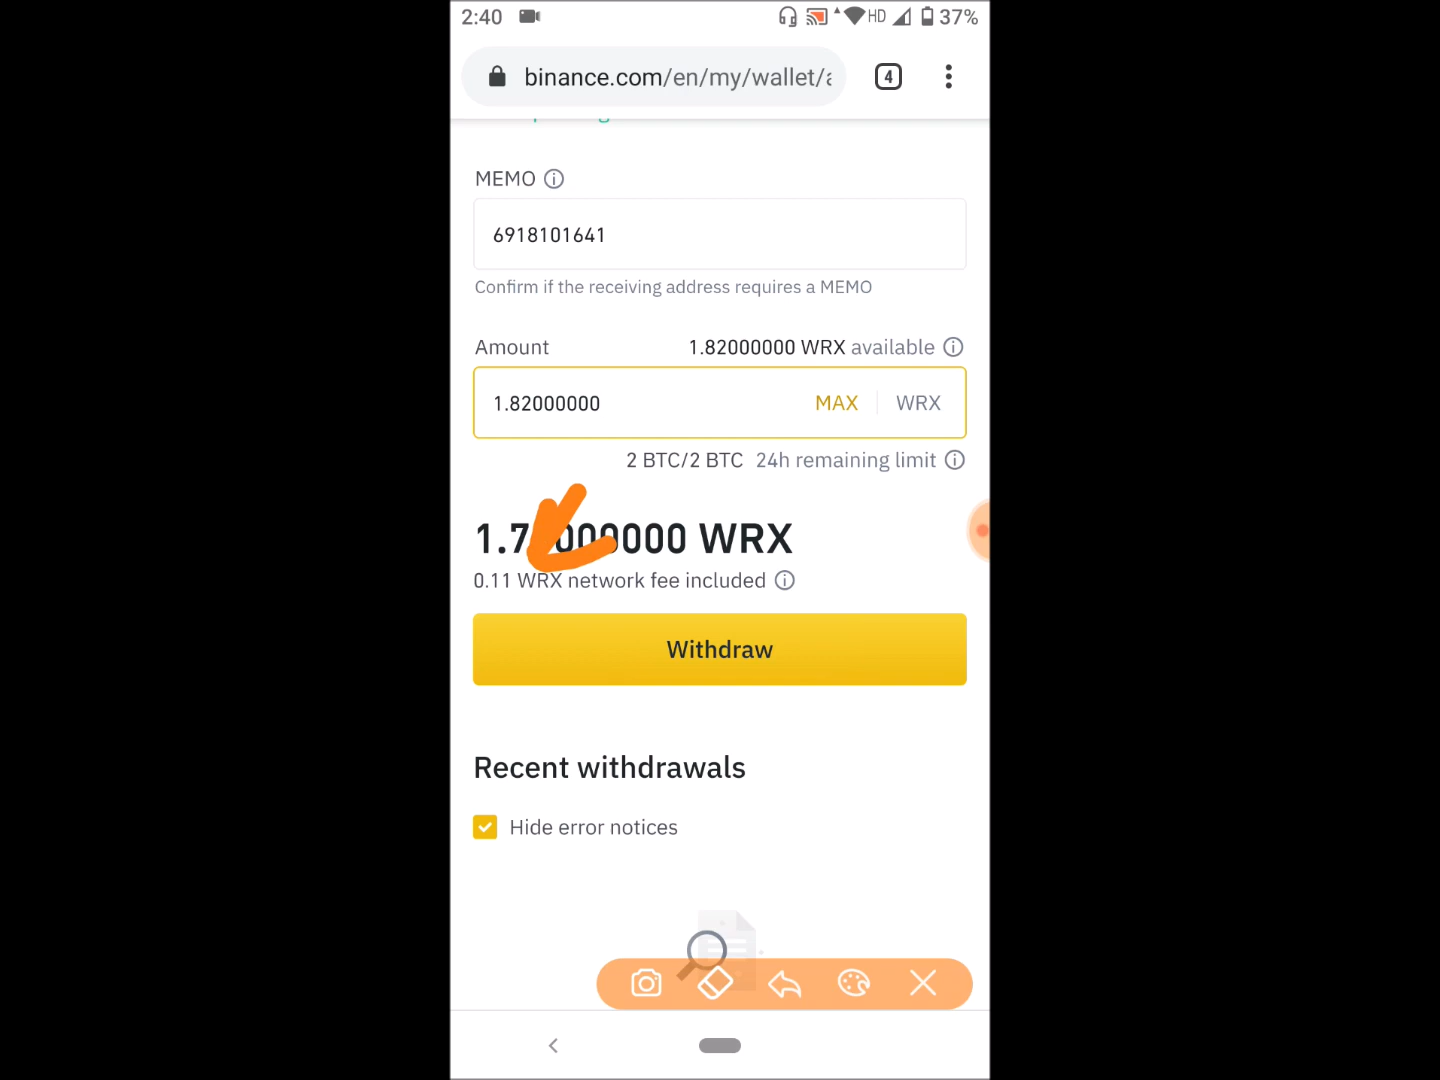 2:40 HD 37%
binance.com/en/my/wallet/a
4
MEMO
6918101641
Confirm if the receiving address requires a MEMO
Amount 1.82000000 WRX available
1.82000000 MAX WRX
2 BTC/2 BTC 24h remaining limit
WRX
0.11 WRX network fee included
Withdraw
Recent withdrawals
Hide error notices